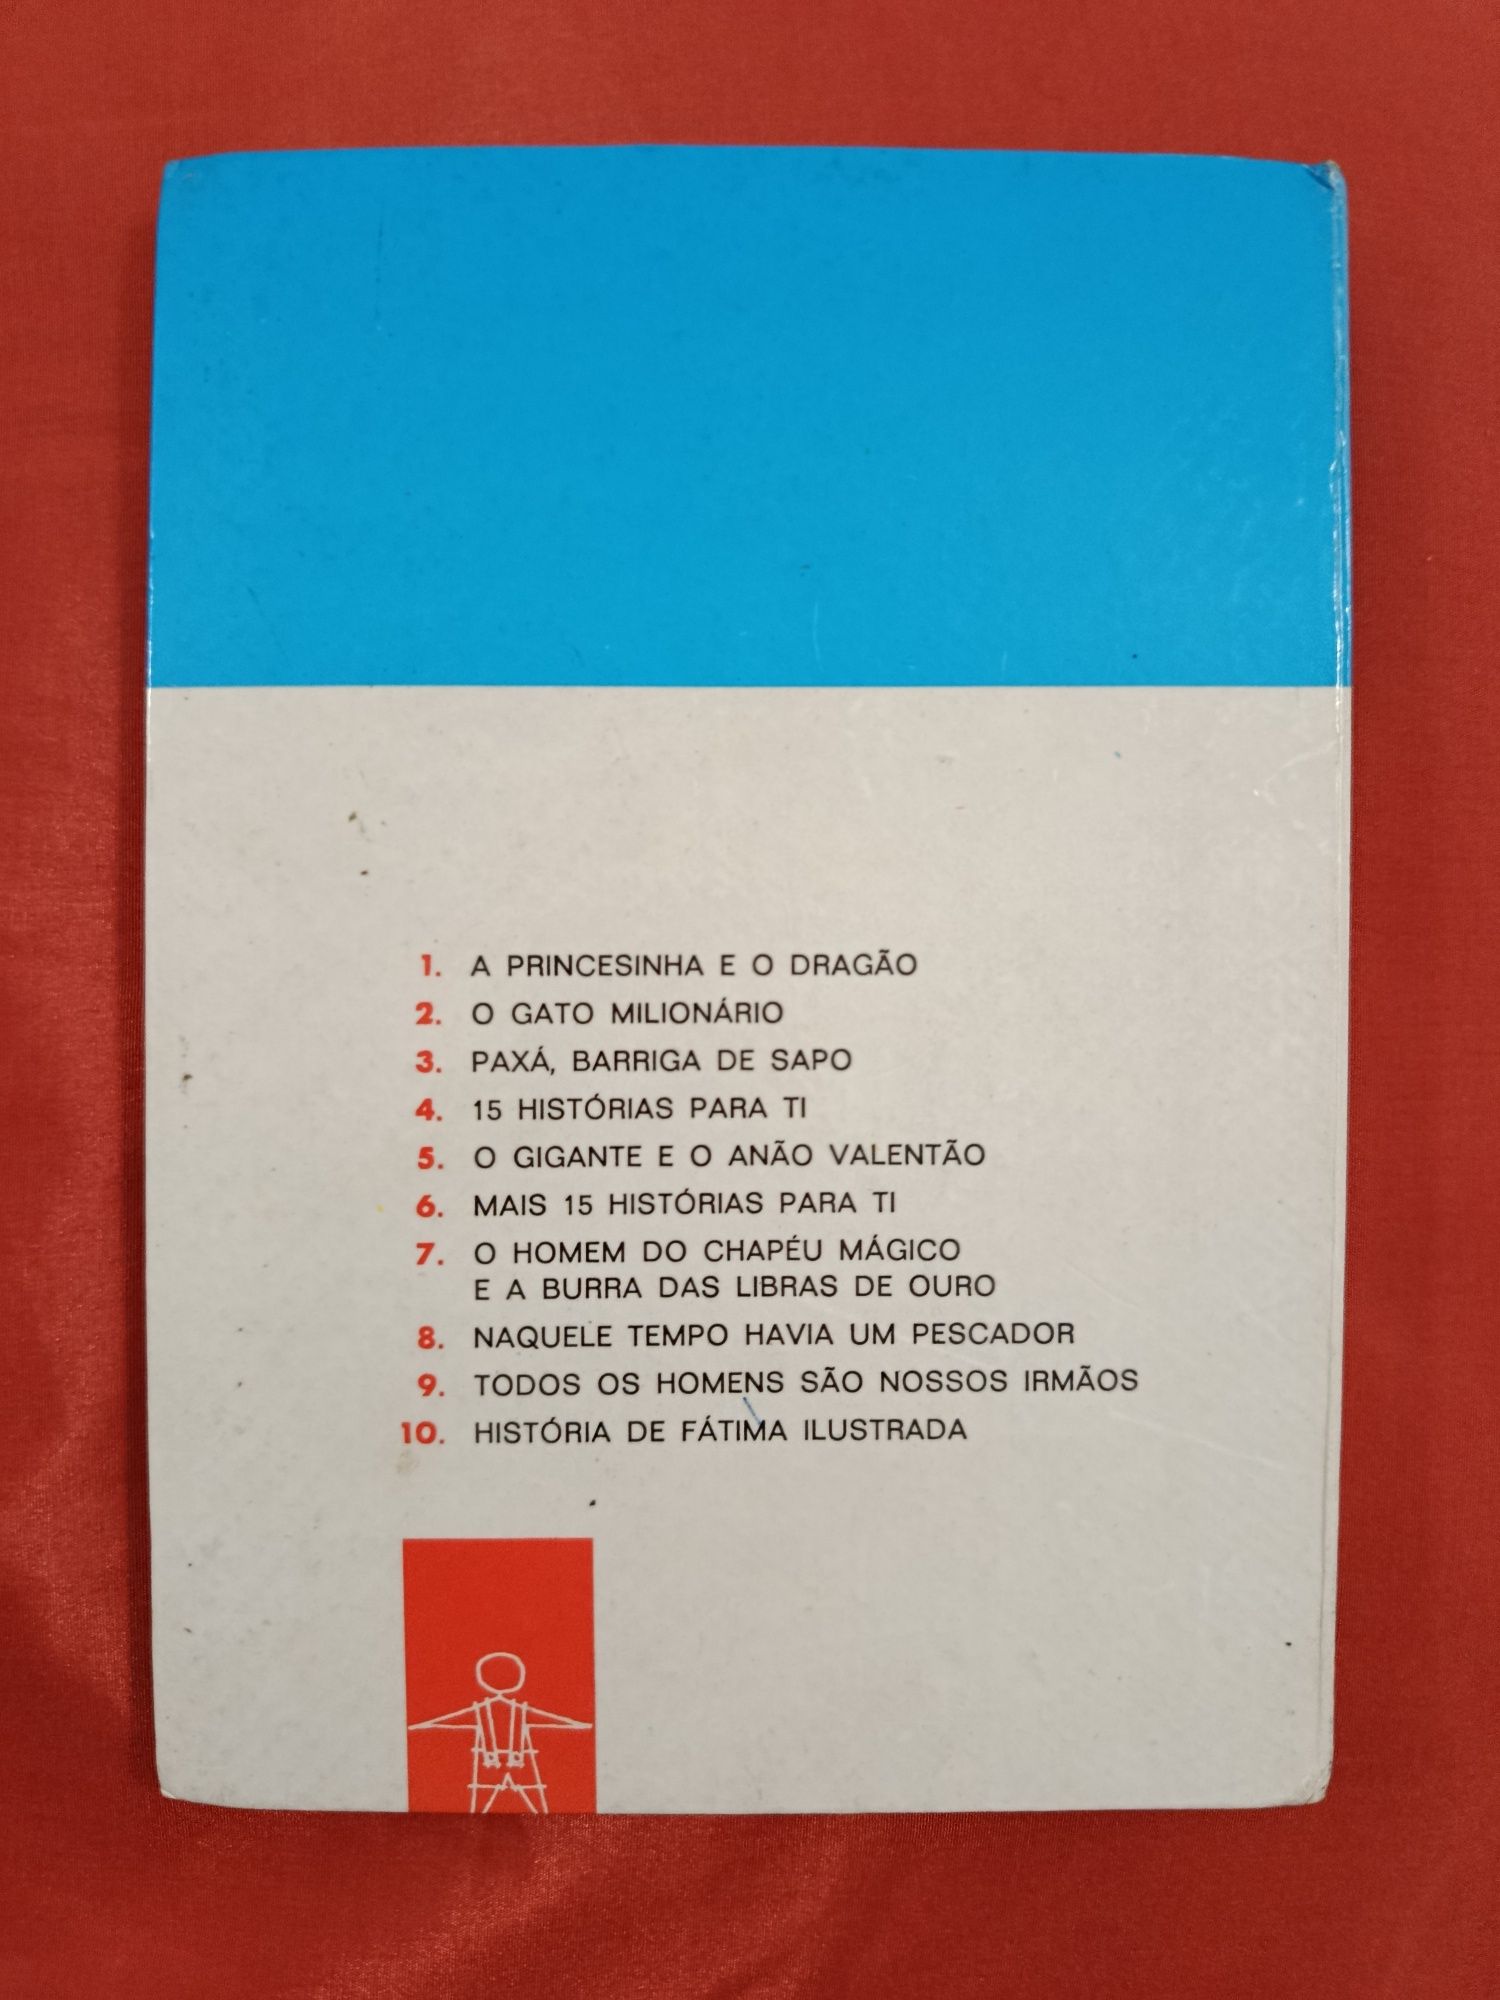 1. A PRINCESINHA E O DRAGÃO
2. O GATO MILIONÁRIO
3. PAXÁ, BARRIGA DE SAPO
4. 15 HISTÓRIAS PARA TI
5. O GIGANTE E O ANÃO VALENTÃO
6. MAIS 15 HISTÓRIAS PARA TI
7. O HOMEM DO CHAPÉU MÁGICO
E A BURRA DAS LIBRAS DE OURO
8. NAQUELE TEMPO HAVIA UM PESCADOR
9. TODOS OS HOMENS SÃO NOSSOS IRMÃOS
10. HISTÓRIA DE FÁTIMA ILUSTRADA